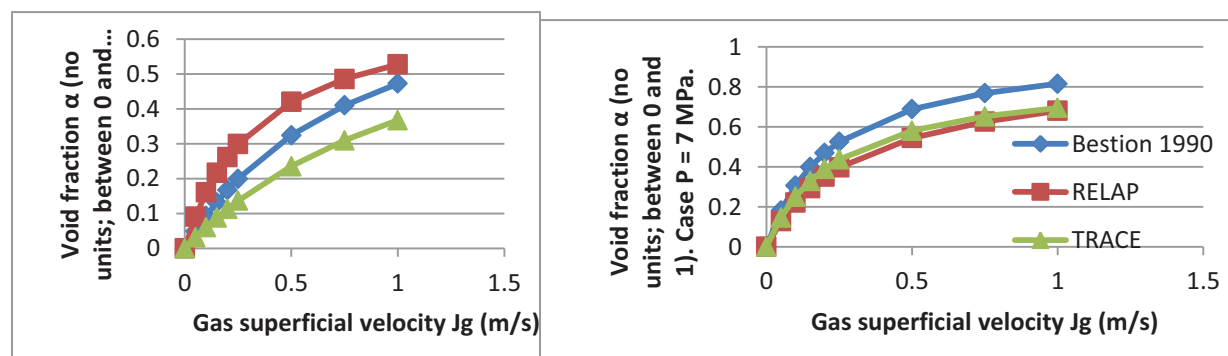 Void fraction α (no
units; between 0 and…
0.6
0.5
0.4
0.3
0.2
0.1
0
0 0.5 1 1.5
Gas superficial velocity Jg (m/s)
Void fraction α (no
units; between 0 and
1). Case P = 7 MPa.
1
0.8
0.6
0.4
0.2
0
0 0.5 1 1.5
Gas superficial velocity Jg (m/s)
Bestion 1990
RELAP
TRACE